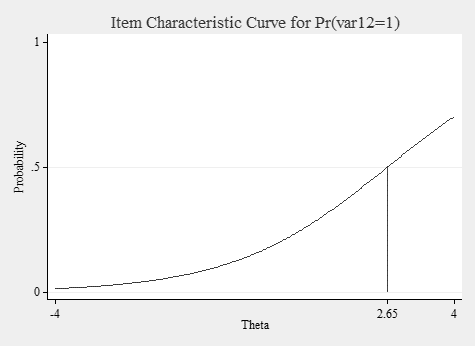 Item Characteristic Curve for Pr(var12=1)
1
.5
0
Probability
-4
2.65
4
Theta